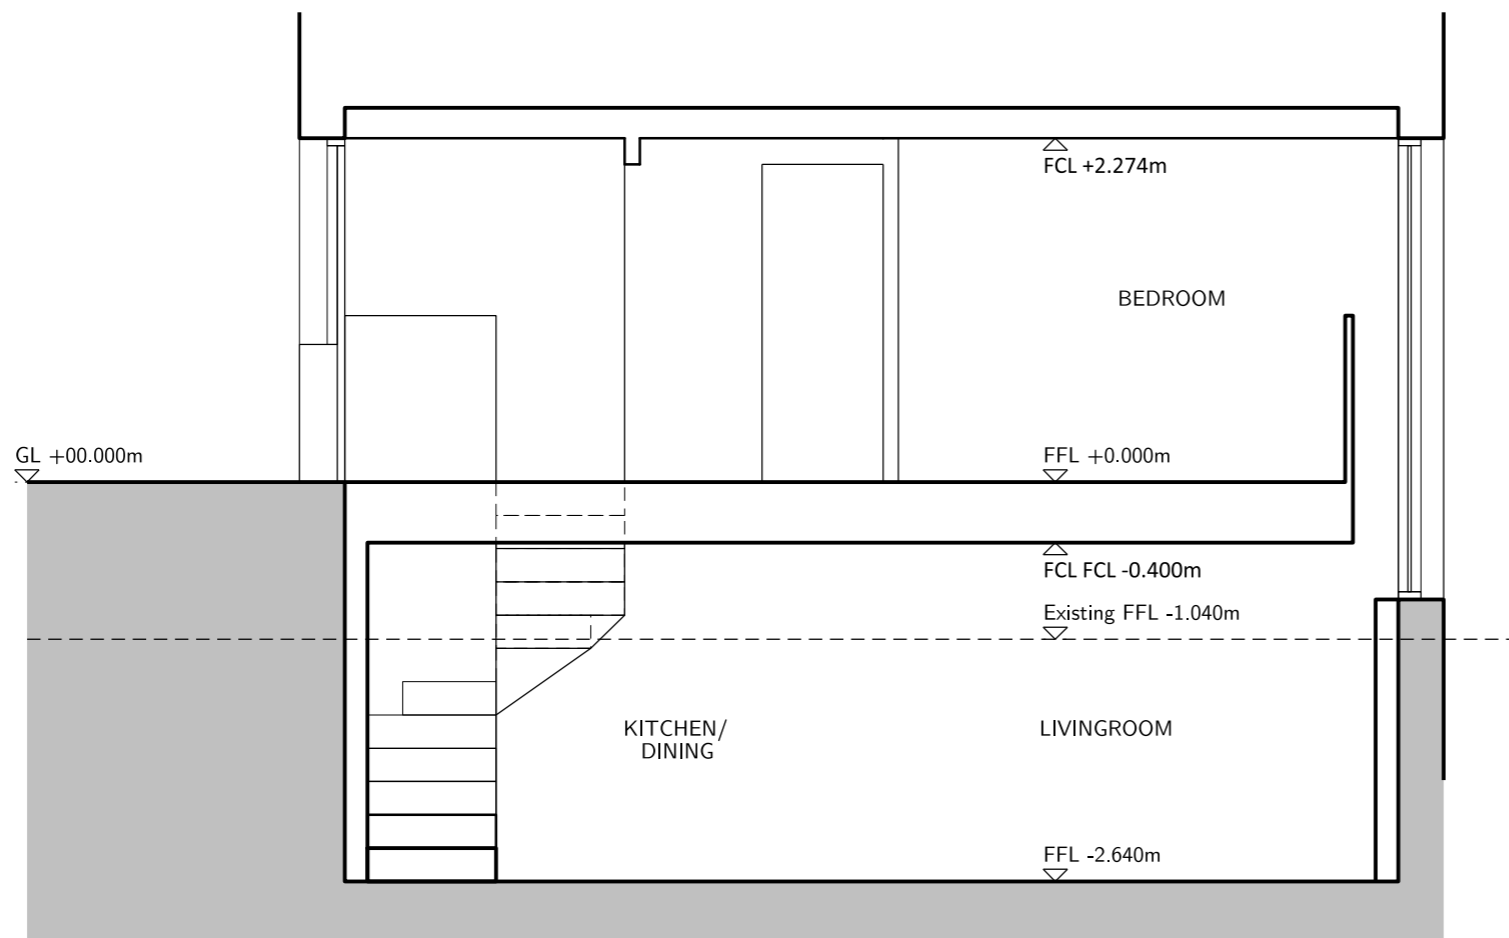 FCL +2.274m
BEDROOM
GL +00.000m
FFL +0.000m
FCL FCL -0.400m
Existing FFL -1.040m
KITCHEN/
DINING
LIVINGROOM
FFL -2.640m